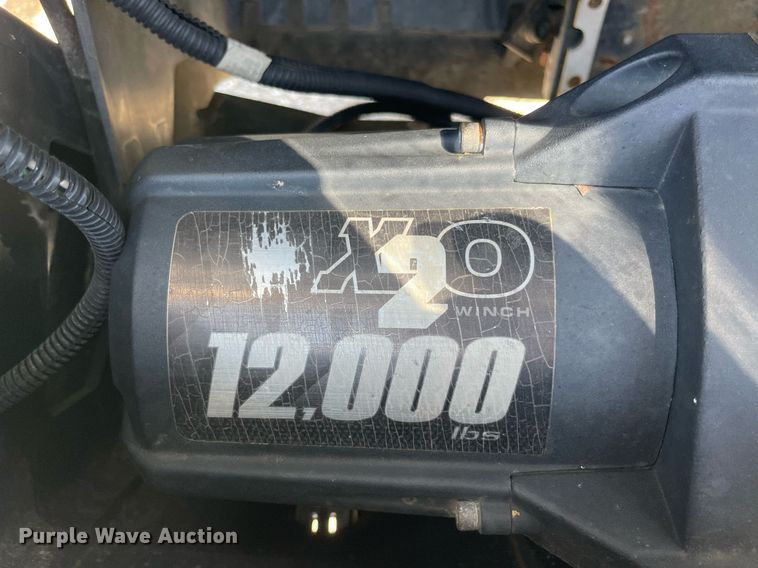 X2O
WINCH
12,000
lbs
Purple Wave Auction